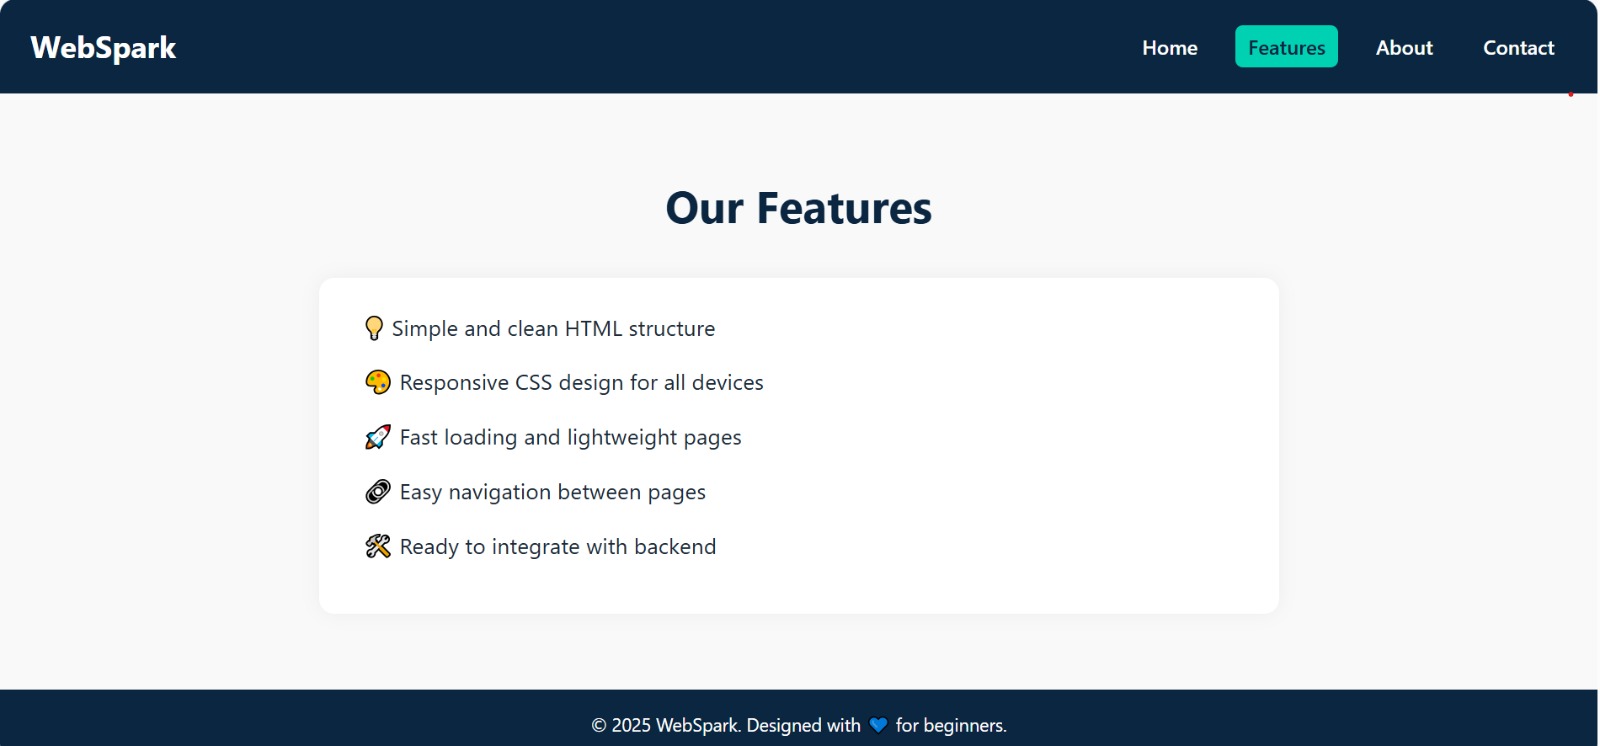 WebSpark
Home Features About Contact
Our Features
💡 Simple and clean HTML structure
🎨 Responsive CSS design for all devices
🚀 Fast loading and lightweight pages
🔗 Easy navigation between pages
🛠 Ready to integrate with backend
© 2025 WebSpark. Designed with 💙 for beginners.